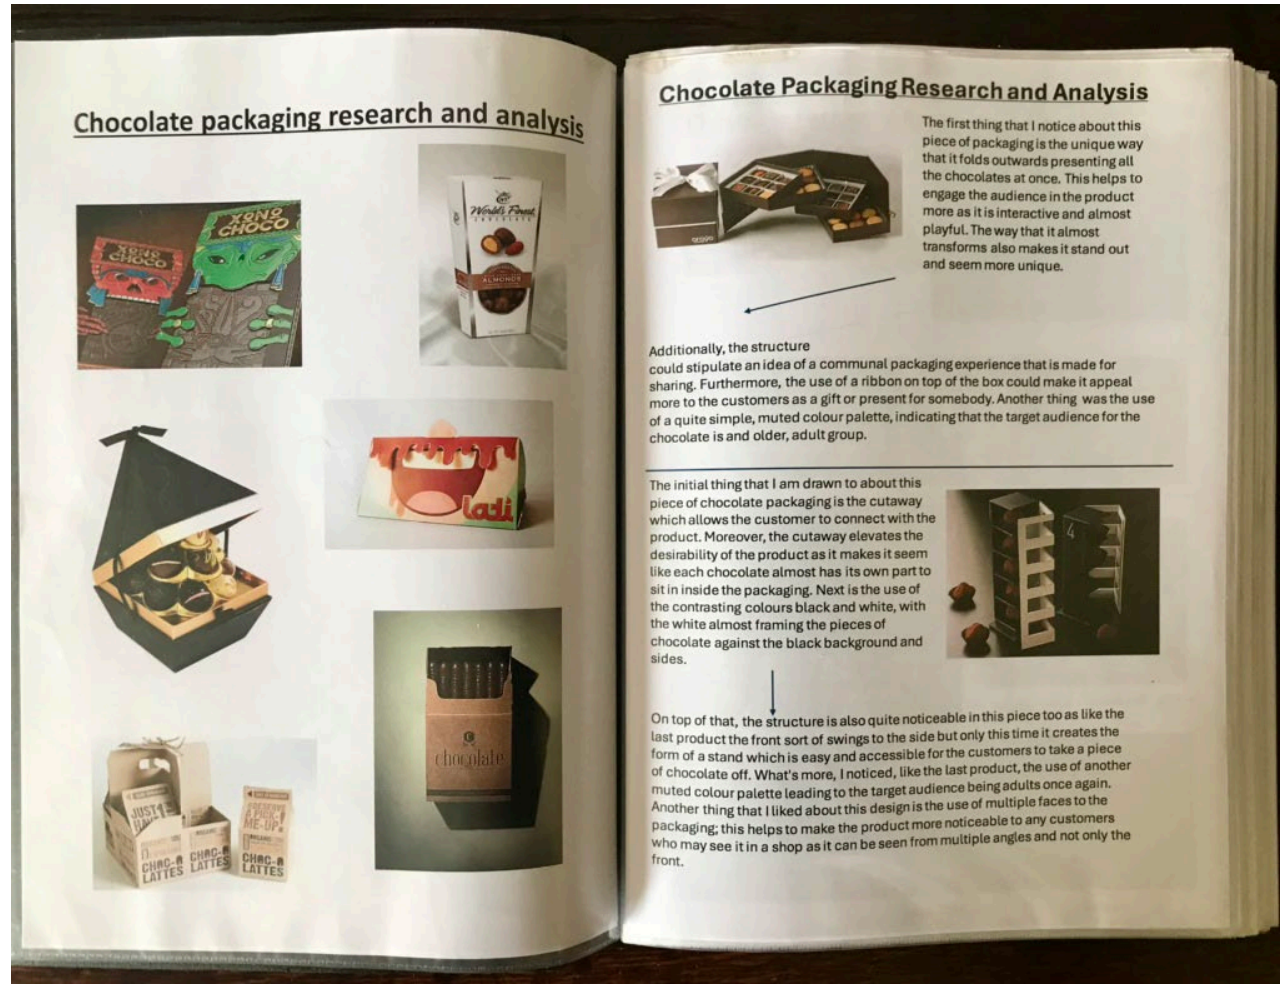 Chocolate packaging research and analysis
XONO
CHOCO
XONO
CHOCO
World's Finest
CHOCOLATE
ALMONDS
ladi
chocolate
JUST 1
PICK-
ME-UP!
CHOC-A
LATTES
CHOC-A
LATTES
CHOC-A
LATTES
Chocolate Packaging Research and Analysis
The first thing that I notice about this
piece of packaging is the unique way
that it folds outwards presenting all
the chocolates at once. This helps to
engage the audience in the product
more as it is interactive and almost
playful. The way that it almost
transforms also makes it stand out
and seem more unique.
Additionally, the structure
could stipulate an idea of a communal packaging experience that is made for
sharing. Furthermore, the use of a ribbon on top of the box could make it appeal
more to the customers as a gift or present for somebody. Another thing was the use
of a quite simple, muted colour palette, indicating that the target audience for the
chocolate is and older, adult group.
The initial thing that I am drawn to about this
piece of chocolate packaging is the cutaway
which allows the customer to connect with the
product. Moreover, the cutaway elevates the
desirability of the product as it makes it seem
like each chocolate almost has its own part to
sit in inside the packaging. Next is the use of
the contrasting colours black and white, with
the white almost framing the pieces of
chocolate against the black background and
sides.
4
On top of that, the structure is also quite noticeable in this piece too as like the
last product the front sort of swings to the side but only this time it creates the
form of a stand which is easy and accessible for the customers to take a piece
of chocolate off. What's more, I noticed, like the last product, the use of another
muted colour palette leading to the target audience being adults once again.
Another thing that I liked about this design is the use of multiple faces to the
packaging; this helps to make the product more noticeable to any customers
who may see it in a shop as it can be seen from multiple angles and not only the
front.